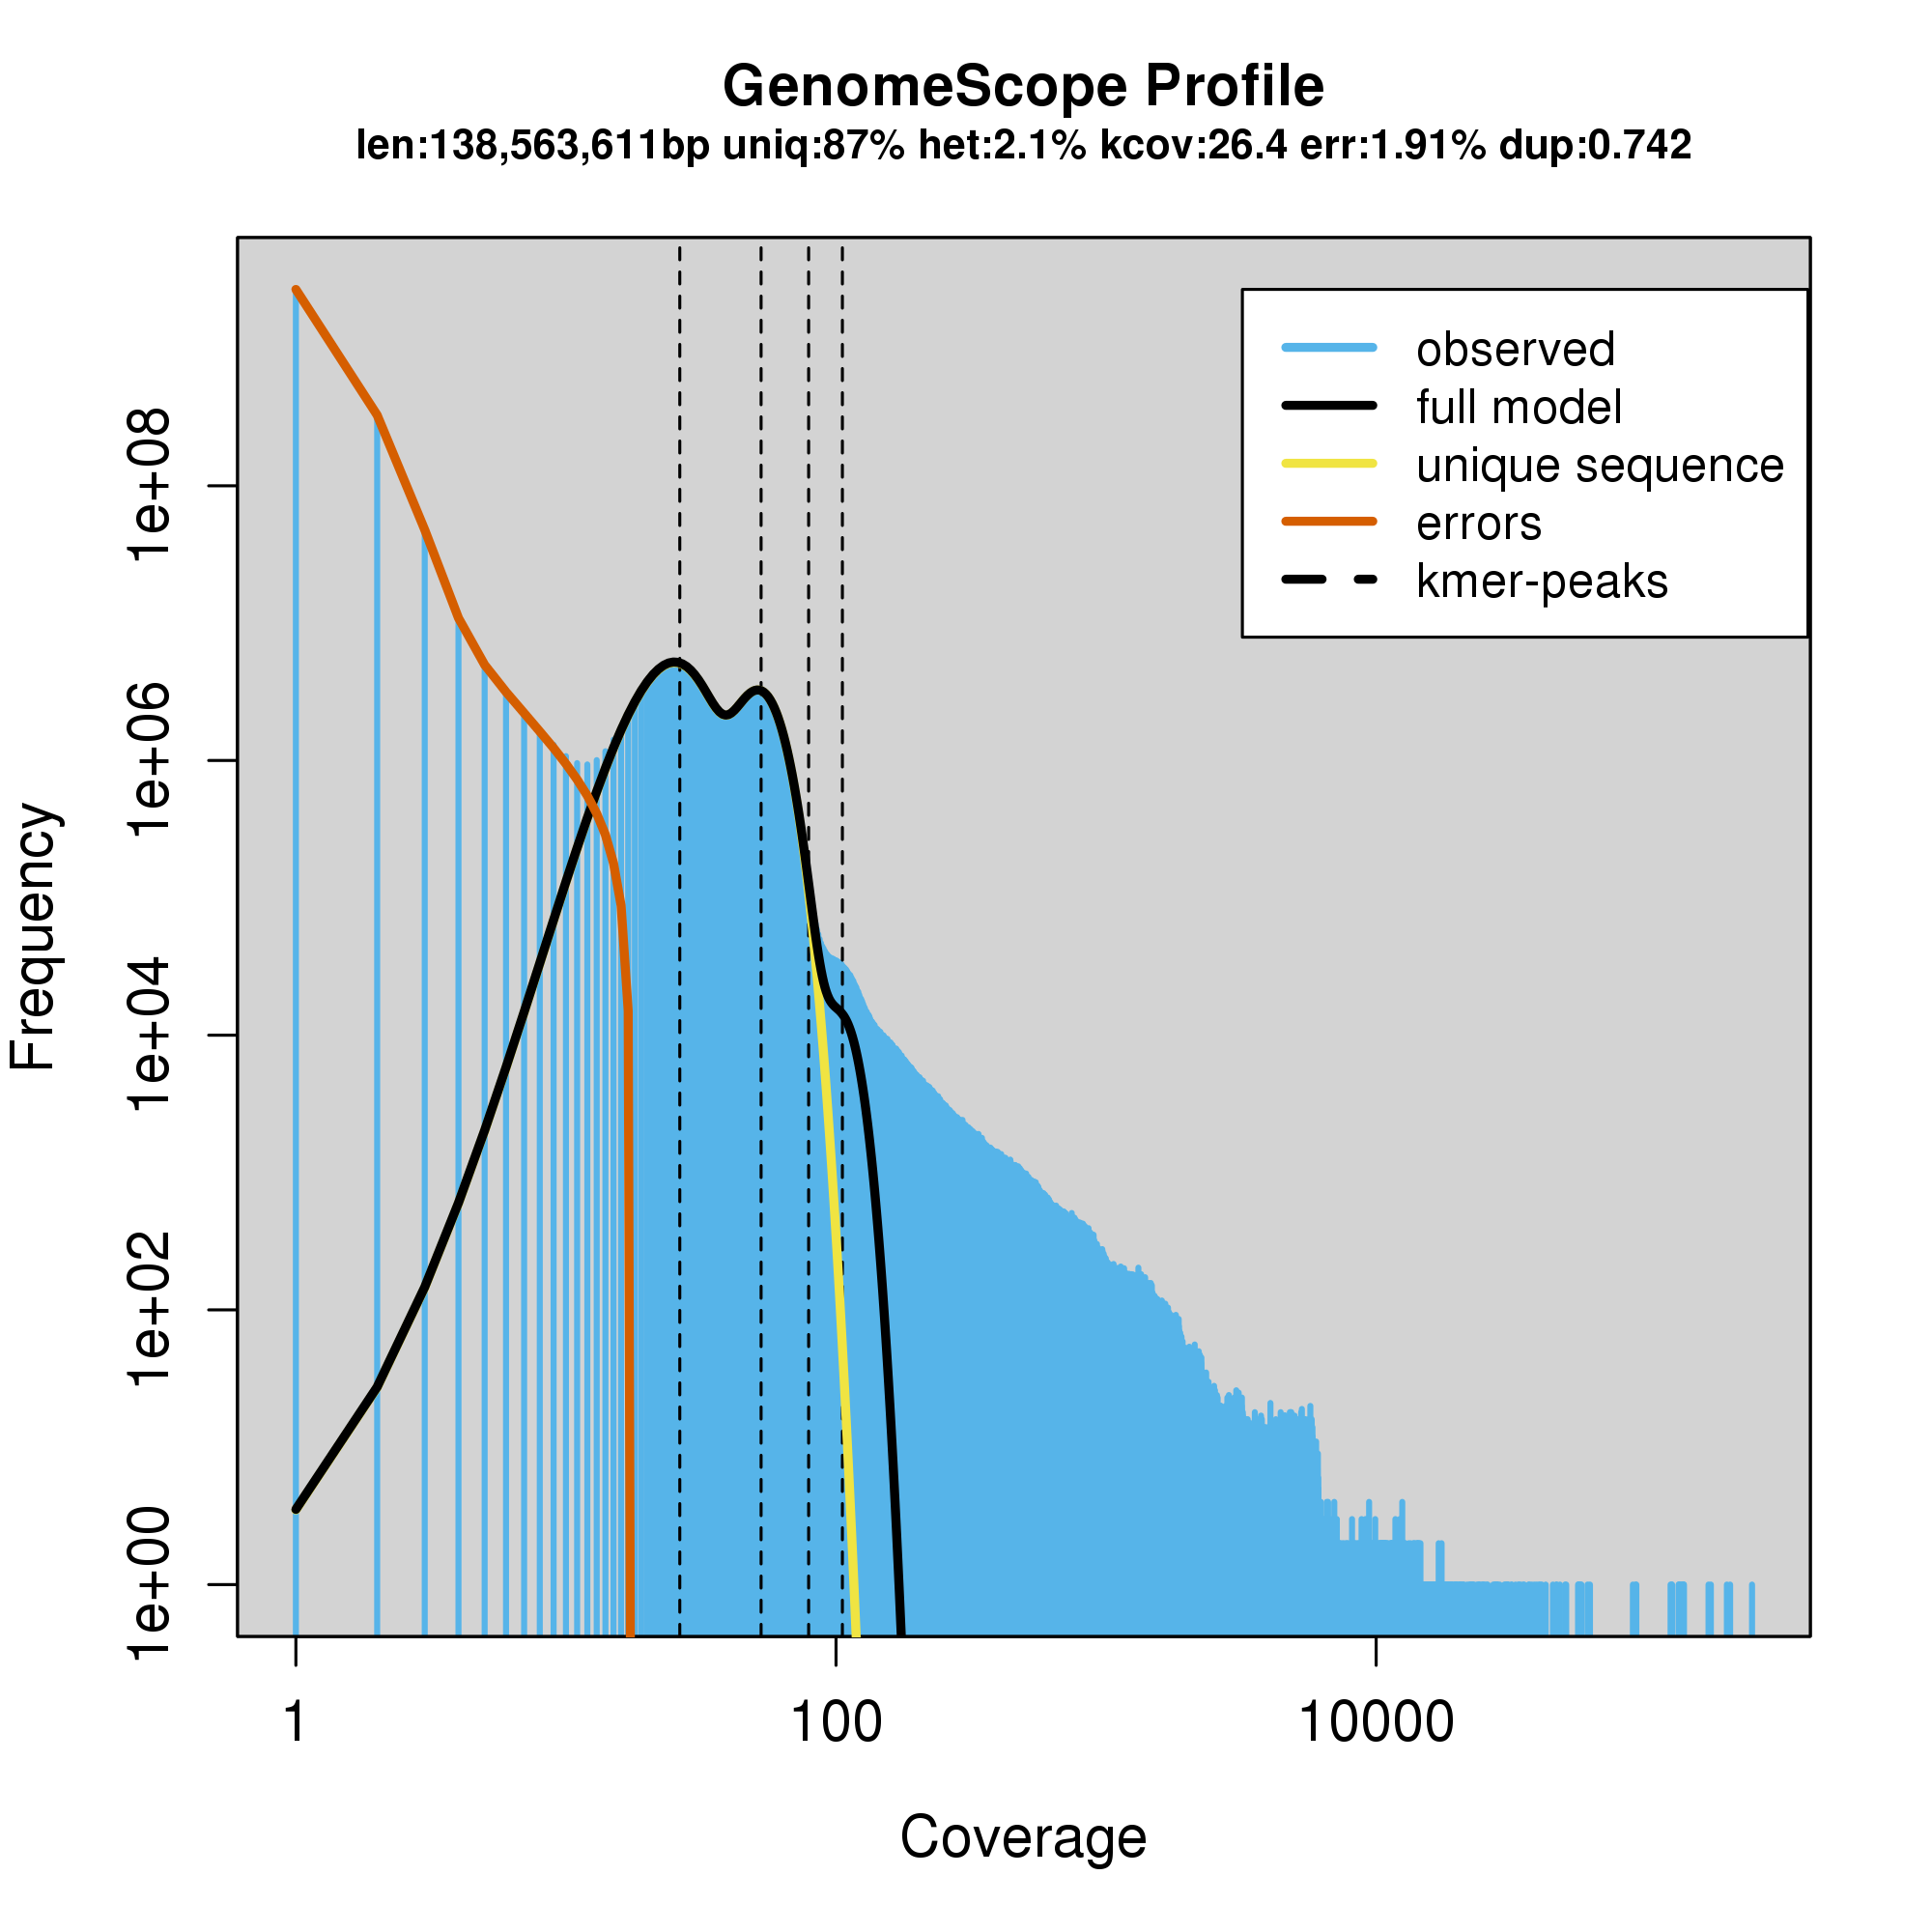 GenomeScope Profile
len:138,563,611bp uniq:87% het:2.1% kcov:26.4 err:1.91% dup:0.742
observed
full model
unique sequence
errors
kmer-peaks
Frequency
1e+08
1e+06
1e+04
1e+02
1e+00
1
100
10000
Coverage